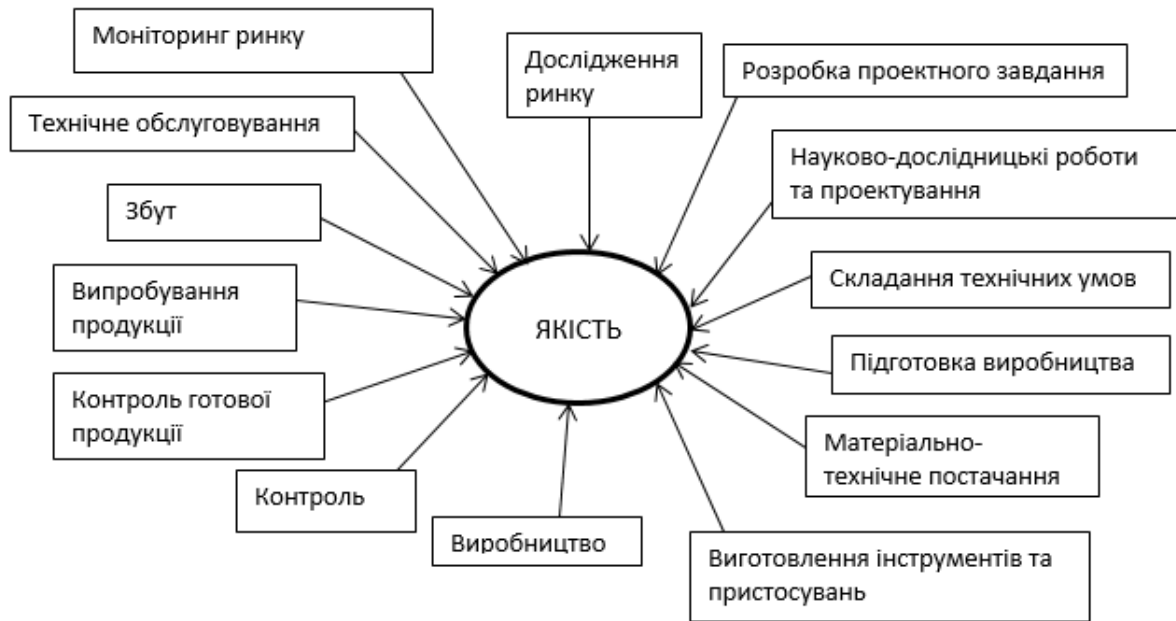 Моніторинг ринку
Дослідження
ринку
Розробка проектного завдання
Технічне обслуговування
Науково-дослідницькі роботи
та проектування
Збут
Складання технічних умов
Випробування
продукції
ЯКІСТЬ
Підготовка виробництва
Контроль готової
продукції
Матеріально-
технічне постачання
Контроль
Виробництво
Виготовлення інструментів та
пристосувань